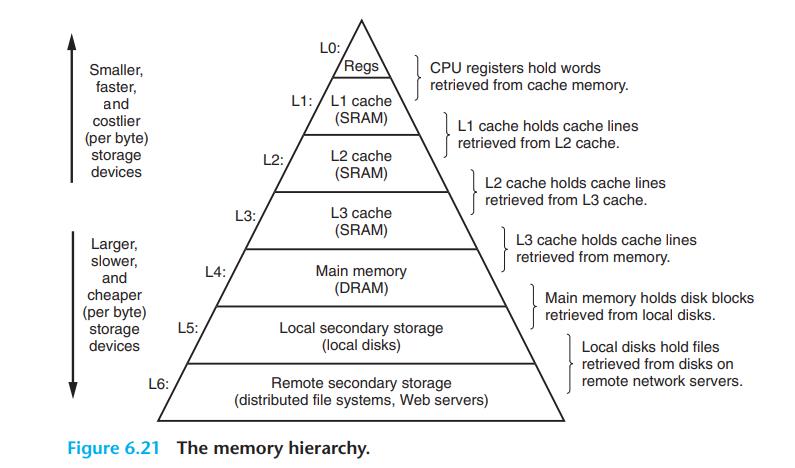 L0:
Regs
CPU registers hold words
retrieved from cache memory.
Smaller,
faster,
and
costlier
(per byte)
storage
devices
L1:
L1 cache
(SRAM)
L1 cache holds cache lines
retrieved from L2 cache.
L2:
L2 cache
(SRAM)
L2 cache holds cache lines
retrieved from L3 cache.
L3:
L3 cache
(SRAM)
L3 cache holds cache lines
retrieved from memory.
Larger,
slower,
and
cheaper
(per byte)
storage
devices
L4:
Main memory
(DRAM)
Main memory holds disk blocks
retrieved from local disks.
L5:
Local secondary storage
(local disks)
Local disks hold files
retrieved from disks on
remote network servers.
L6:
Remote secondary storage
(distributed file systems, Web servers)
Figure 6.21 The memory hierarchy.